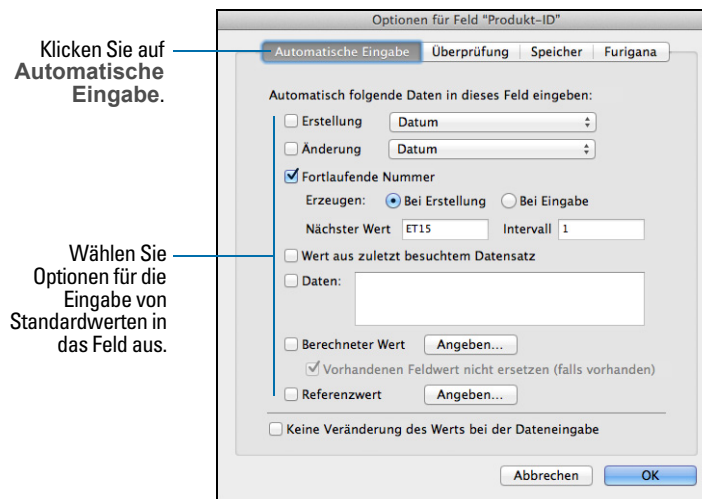 Optionen für Feld "Produkt-ID"
Klicken Sie auf
Automatische
Eingabe.
Automatische Eingabe Überprüfung Speicher Furigana
Automatisch folgende Daten in dieses Feld eingeben:
Erstellung Datum
Änderung Datum
Fortlaufende Nummer
Erzeugen: Bei Erstellung Bei Eingabe
Nächster Wert ET15 Intervall 1
Wert aus zuletzt besuchtem Datensatz
Daten:
Wählen Sie
Optionen für die
Eingabe von
Standardwerten in
das Feld aus.
Berechneter Wert Angeben...
Vorhandenen Feldwert nicht ersetzen (falls vorhanden)
Referenzwert Angeben...
Keine Veränderung des Werts bei der Dateneingabe
Abbrechen OK